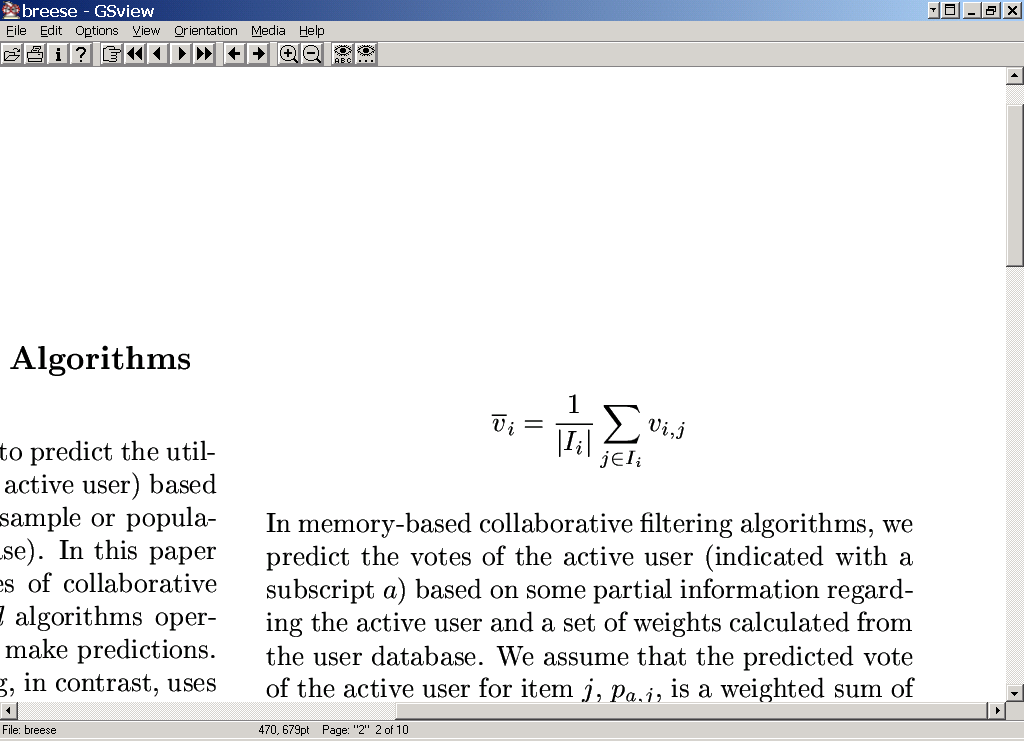 breese - GSview
File Edit Options View Orientation Media Help
i ?
ABC
Algorithms
to predict the util-
active user) based
sample or popula-
In this paper
of collaborative
algorithms oper-
make predictions.
in contrast, uses
v̅ᵢ = 1/|Iᵢ| ∑ j∈Iᵢ vᵢ,ⱼ
In memory-based collaborative filtering algorithms, we
predict the votes of the active user (indicated with a
subscript a) based on some partial information regard-
ing the active user and a set of weights calculated from
the user database. We assume that the predicted vote
of the active user for item j, pₐ,ⱼ, is a weighted sum of
File: breese 470, 679pt Page: "2" 2 of 10